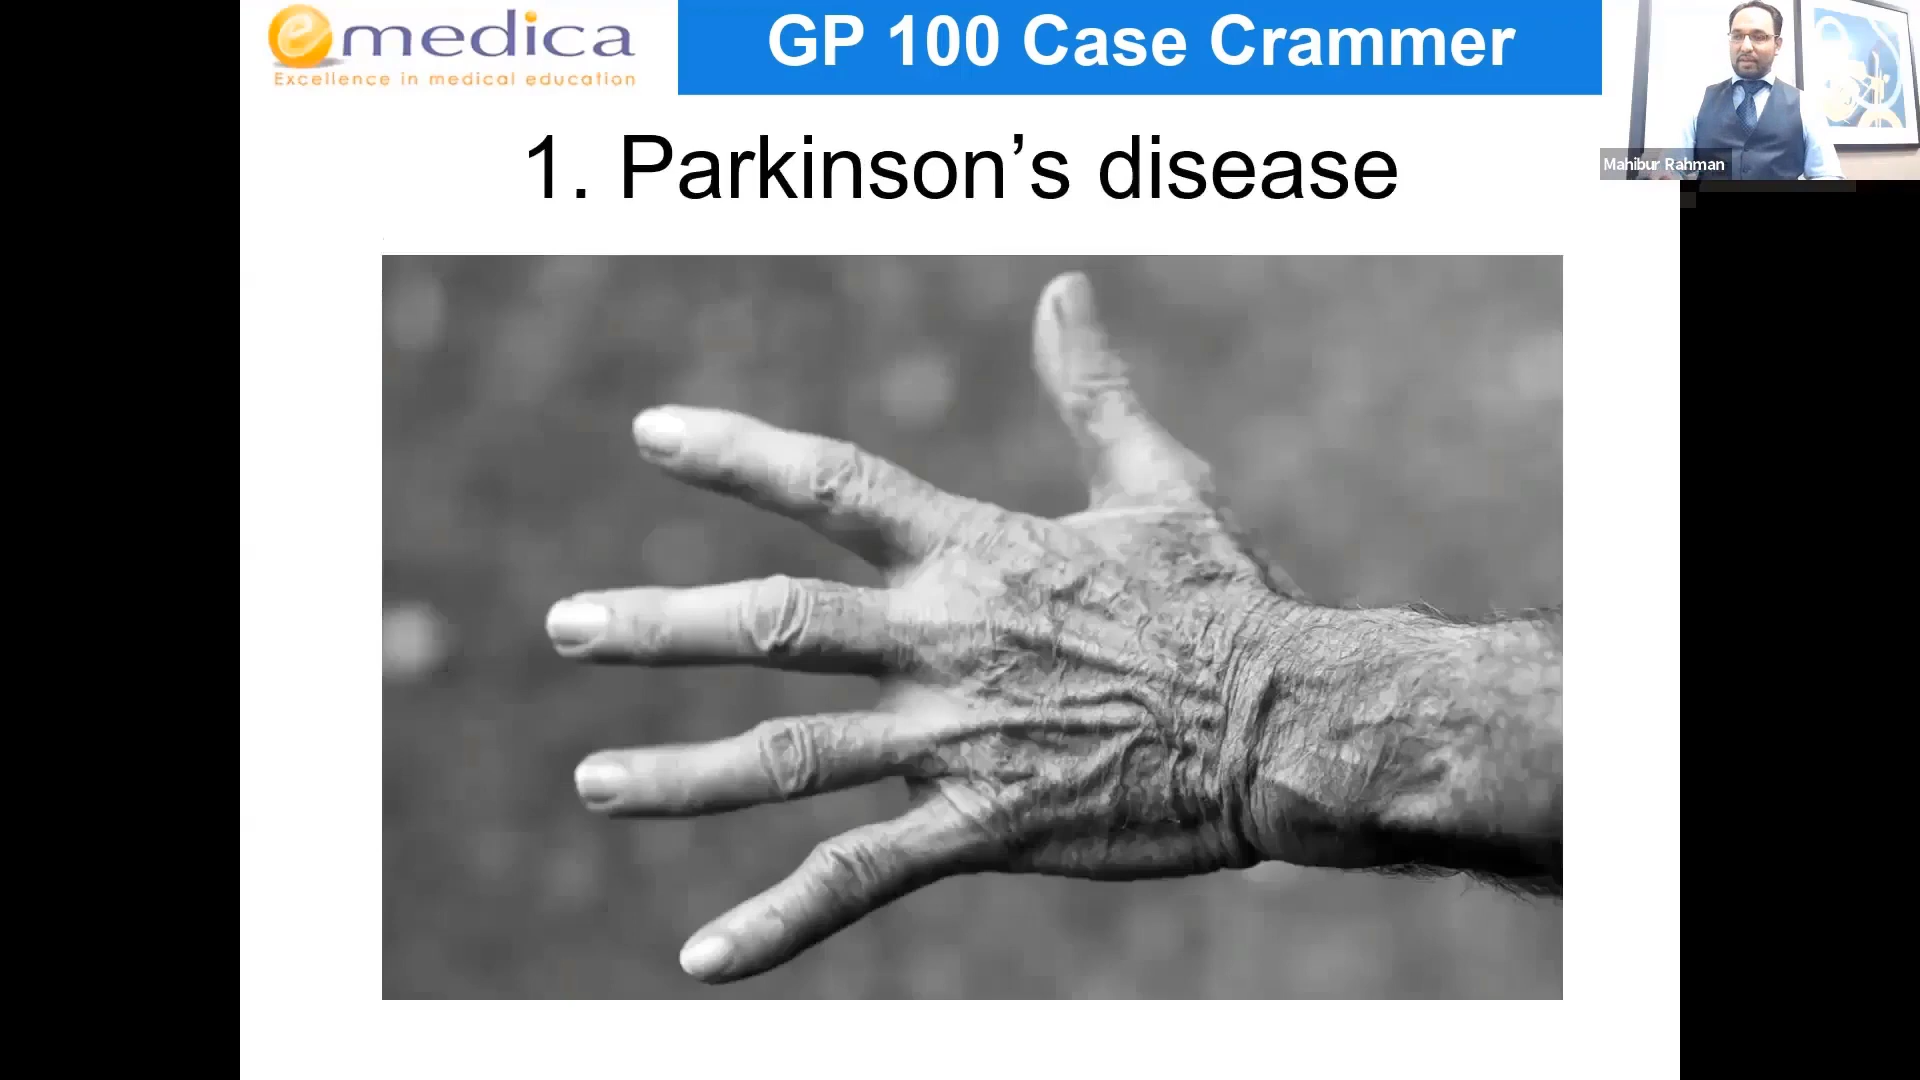 emedica
Excellence in medical education
GP 100 Case Crammer
Mahibur Rahman
1. Parkinson’s disease